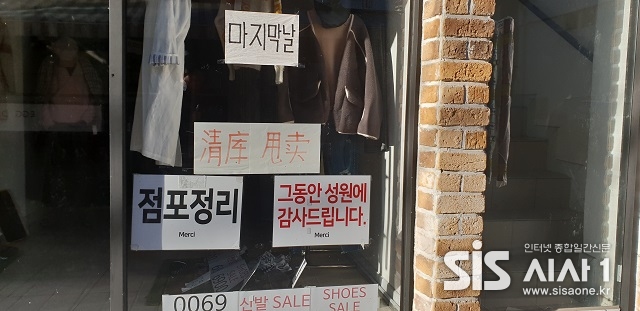 마지막날
清库 甩卖
점포정리
Merci
그동안 성원에
감사드립니다.
Merci
0069
신발 SALE
SHOES
SALE
인터넷 종합일간신문
SIS 시사1
www.sisaone.kr